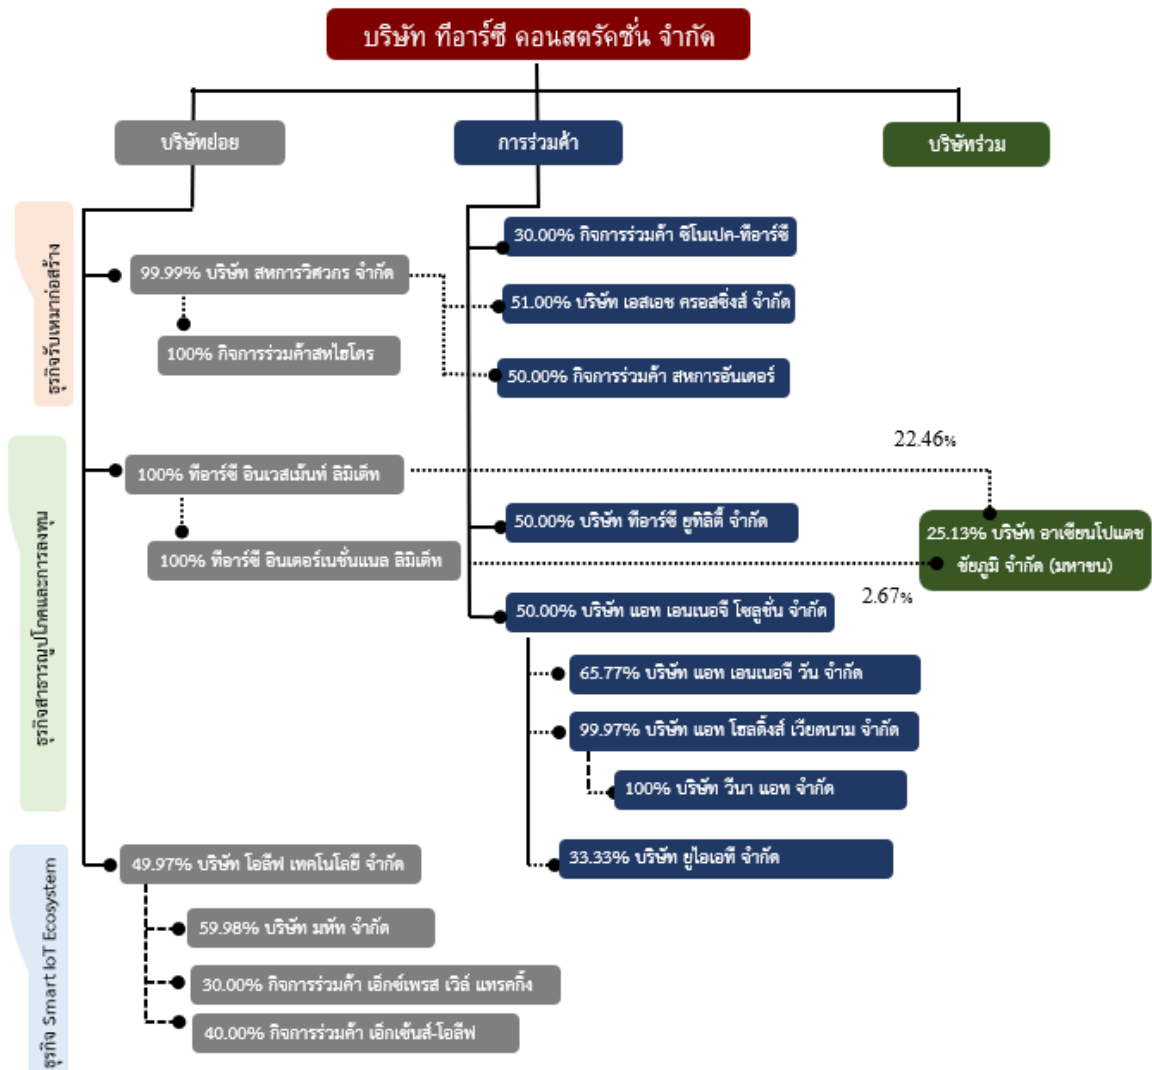 บริษัท ทีอาร์ซี คอนสตรัคชั่น จำกัด
บริษัทย่อย
การร่วมค้า
บริษัทร่วม
ธุรกิจรับเหมาก่อสร้าง
99.99% บริษัท สหการวิศวกร จำกัด
100% กิจการร่วมค้าสหไฮโดร
30.00% กิจการร่วมค้า ซิโนเปค-ทีอาร์ซี
51.00% บริษัท เอสเอช ครอสซิ่งส์ จำกัด
50.00% กิจการร่วมค้า สหการอันเดอร์
ธุรกิจสาธารณูปโภคและการลงทุน
100% ทีอาร์ซี อินเวสเม้นท์ ลิมิเต็ท
100% ทีอาร์ซี อินเตอร์เนชั่นแนล ลิมิเต็ท
50.00% บริษัท ทีอาร์ซี ยูทิลิตี้ จำกัด
50.00% บริษัท แอท เอนเนอจี โซลูชั่น จำกัด
65.77% บริษัท แอท เอนเนอจี วัน จำกัด
99.97% บริษัท แอท โฮลดิ้งส์ เวียดนาม จำกัด
100% บริษัท วีนา แอท จำกัด
33.33% บริษัท ยูไอเอที จำกัด
22.46%
25.13% บริษัท อาเซียนโปแตช
ชัยภูมิ จำกัด (มหาชน)
2.67%
ธุรกิจ Smart IoT Ecosystem
49.97% บริษัท โอลีฟ เทคโนโลยี จำกัด
59.98% บริษัท มหัท จำกัด
30.00% กิจการร่วมค้า เอ็กซ์เพรส เวิล์ แทรคกิ้ง
40.00% กิจการร่วมค้า เอ็กเซ้นส์-โอลีฟ